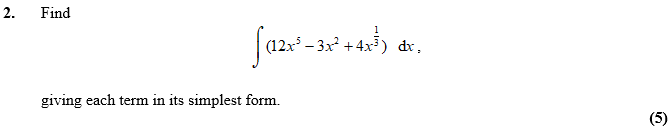 2. Find
∫(12x⁵ – 3x² + 4x^{1/3}) dx,
giving each term in its simplest form.
(5)